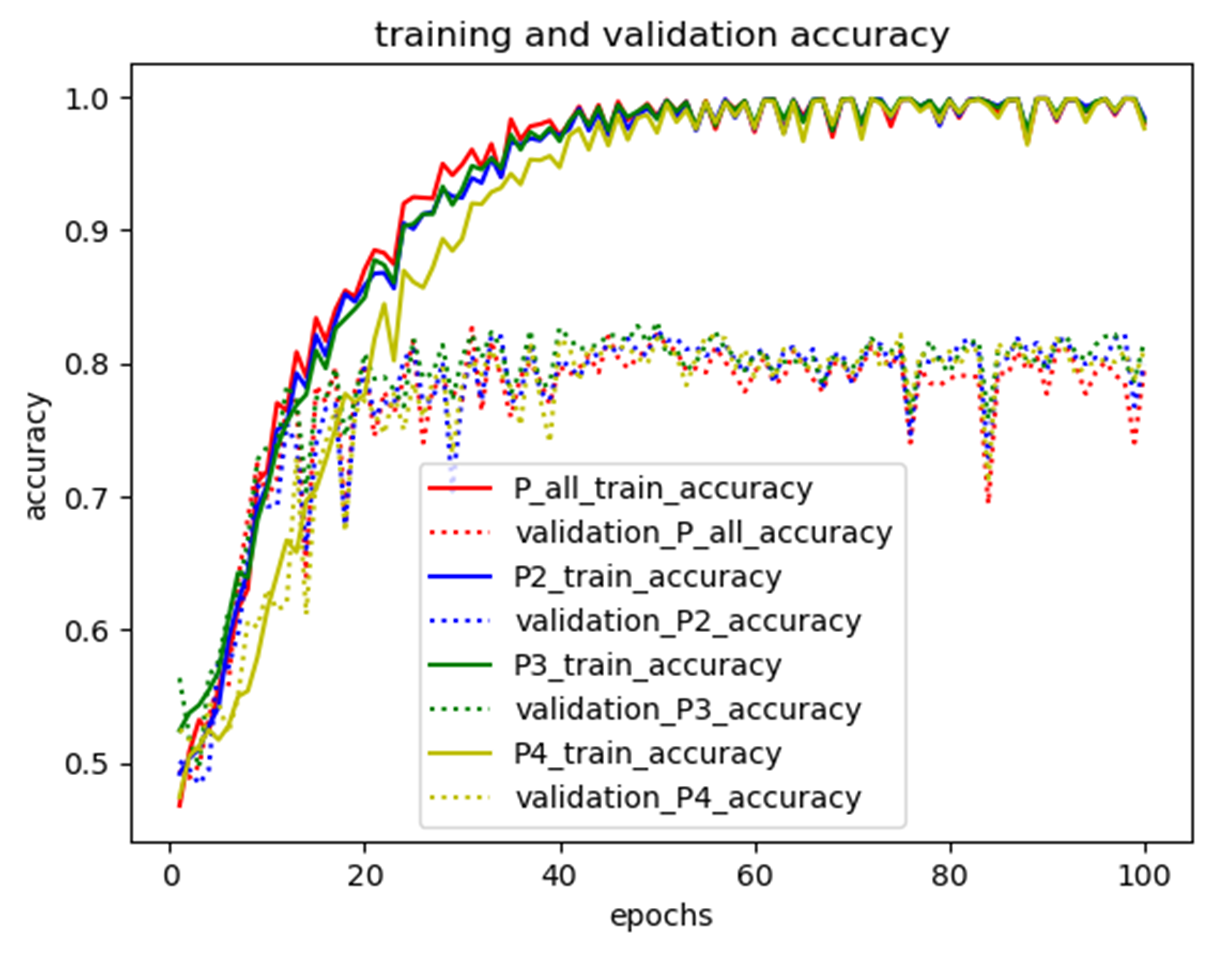 training and validation accuracy
1.0
0.9
0.8
0.7
0.6
0.5
accuracy
P_all_train_accuracy
validation_P_all_accuracy
P2_train_accuracy
validation_P2_accuracy
P3_train_accuracy
validation_P3_accuracy
P4_train_accuracy
validation_P4_accuracy
0 20 40 60 80 100
epochs